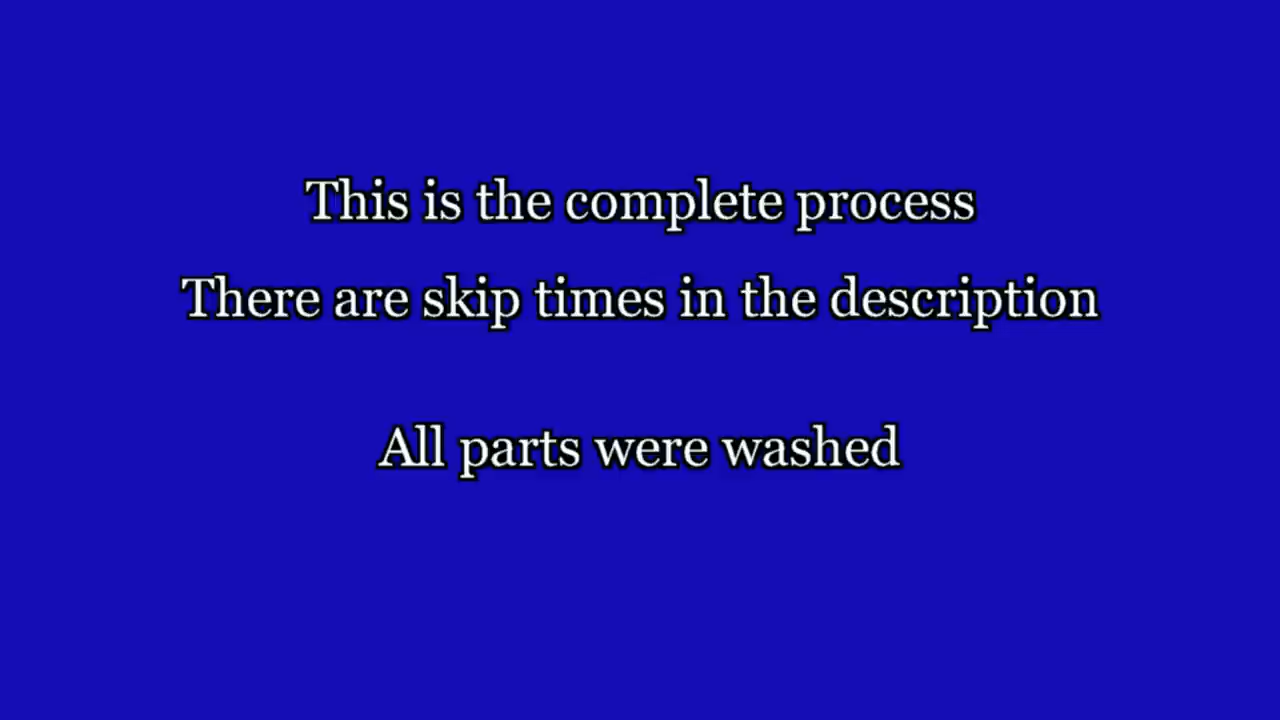 This is the complete process
There are skip times in the description
All parts were washed